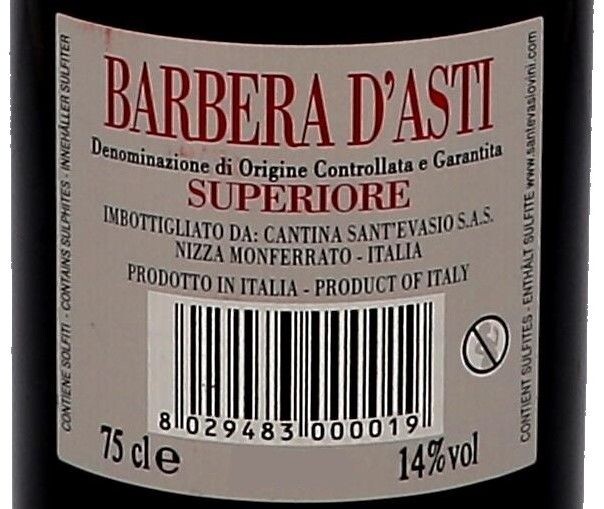 BARBERA D'ASTI
Denominazione di Origine Controllata e Garantita
SUPERIORE
IMBOTTIGLIATO DA: CANTINA SANT'EVASIO S.A.S.
NIZZA MONFERRATO - ITALIA
PRODOTTO IN ITALIA - PRODUCT OF ITALY
8 029483 000019
75 cl e
14% vol
CONTIENE SOLFITI - CONTAINS SULPHITES - INNEHÅLLER SULFITER
CONTIENT SULFITES - ENTHÄLT SULFITE www.santevasiovini.com